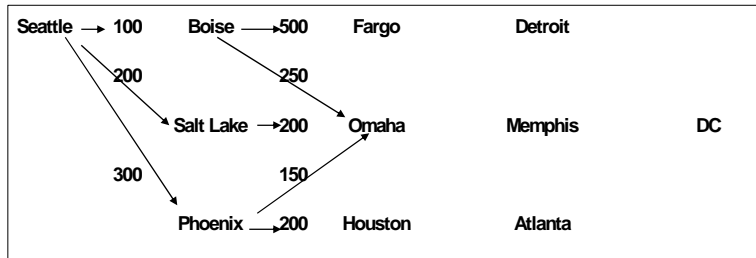 Seattle 100 Boise 500 Fargo Detroit
200 250
Salt Lake 200 Omaha Memphis DC
300 150
Phoenix 200 Houston Atlanta